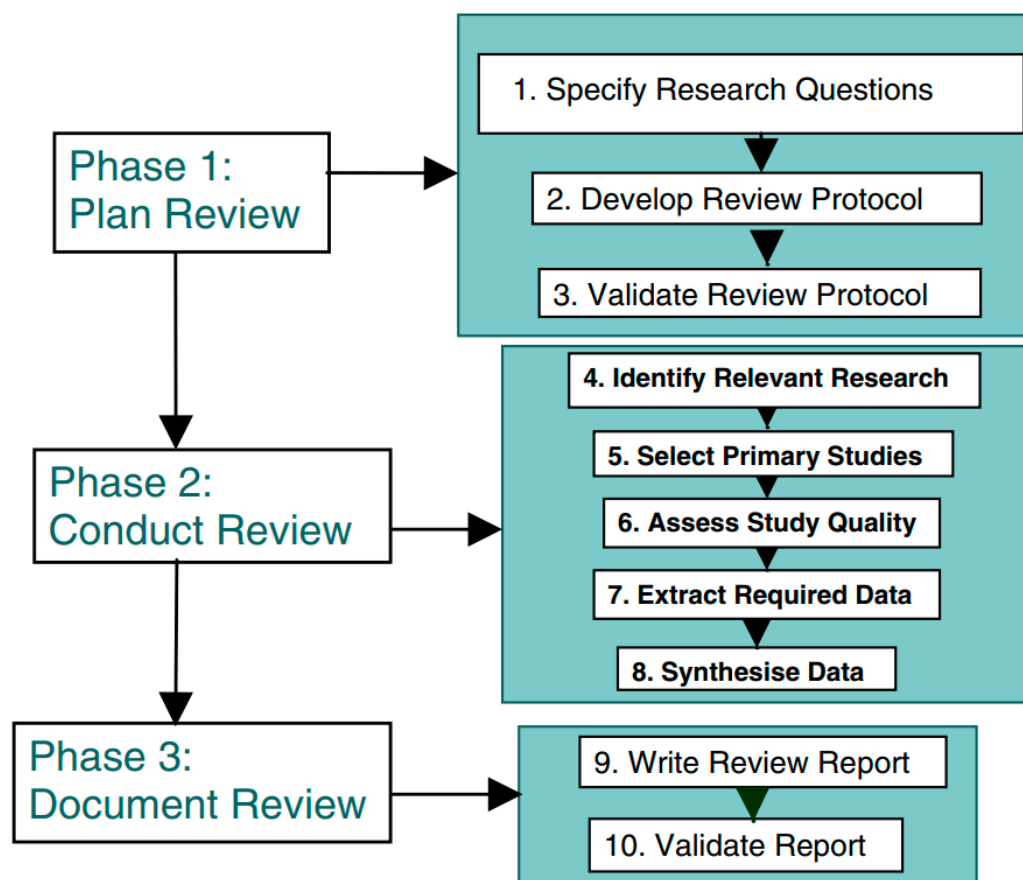 Phase 1:
Plan Review
1. Specify Research Questions
2. Develop Review Protocol
3. Validate Review Protocol
Phase 2:
Conduct Review
4. Identify Relevant Research
5. Select Primary Studies
6. Assess Study Quality
7. Extract Required Data
8. Synthesise Data
Phase 3:
Document Review
9. Write Review Report
10. Validate Report